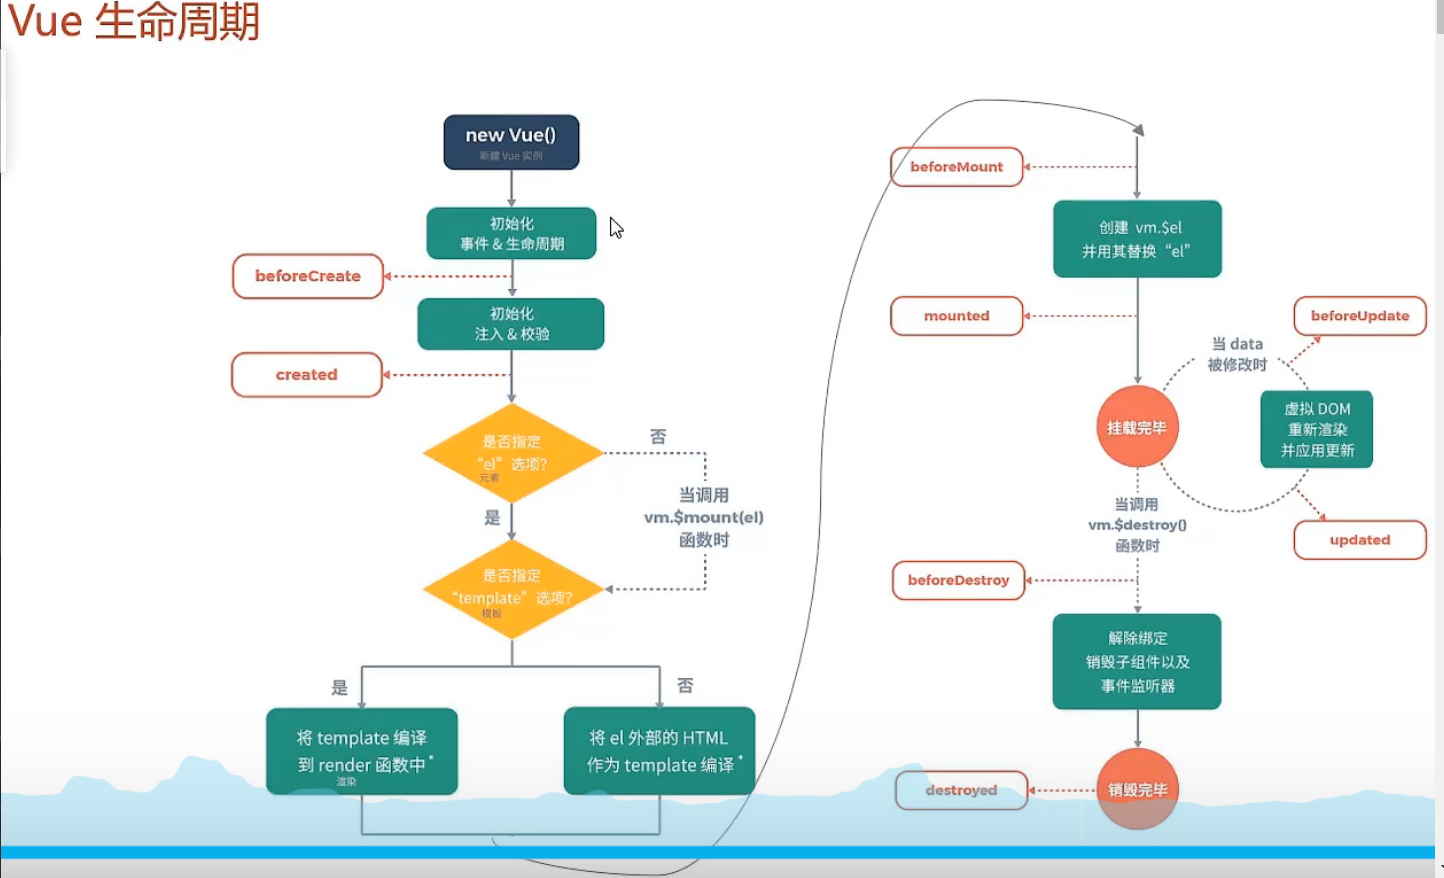 Vue 生命周期
new Vue()
新建 Vue 实例
初始化
事件 & 生命周期
beforeCreate
初始化
注入 & 校验
created
是否指定
“el” 选项?
元素
否
是
当调用
vm.$mount(el)
函数时
是否指定
“template” 选项?
模板
是
否
将 template 编译
到 render 函数中*
渲染
将 el 外部的 HTML
作为 template 编译*
beforeMount
创建 vm.$el
并用其替换 “el”
mounted
beforeUpdate
当 data
被修改时
挂载完毕
虚拟 DOM
重新渲染
并应用更新
updated
当调用
vm.$destroy()
函数时
beforeDestroy
解除绑定
销毁子组件以及
事件监听器
destroyed
销毁完毕